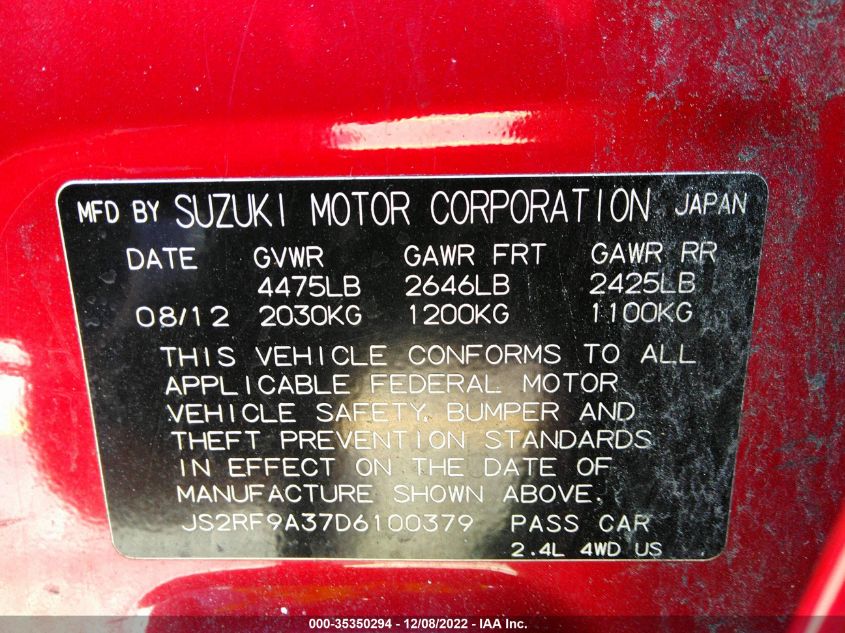 MFD BY SUZUKI MOTOR CORPORATION JAPAN
DATE GVWR GAWR FRT GAWR RR
4475LB 2646LB 2425LB
08/12 2030KG 1200KG 1100KG
THIS VEHICLE CONFORMS TO ALL
APPLICABLE FEDERAL MOTOR
VEHICLE SAFETY, BUMPER AND
THEFT PREVENTION STANDARDS
IN EFFECT ON THE DATE OF
MANUFACTURE SHOWN ABOVE.
JS2RF9A37D6100379 PASS CAR
2.4L 4WD US
000-35350294 - 12/08/2022 - IAA Inc.